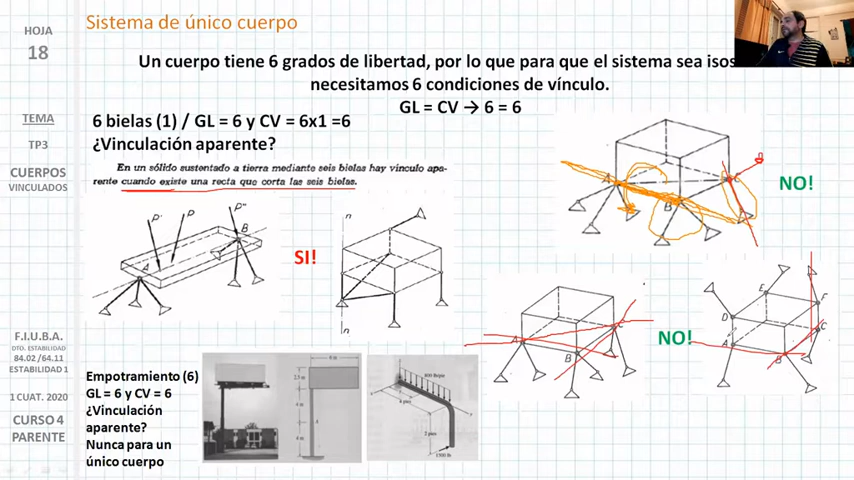 HOJA
18
TEMA
TP3
CUERPOS
VINCULADOS
F.I.U.B.A.
DTO. ESTABILIDAD
84.02/64.11
ESTABILIDAD 1
1 CUAT. 2020
CURSO 4
PARENTE
Sistema de único cuerpo
Un cuerpo tiene 6 grados de libertad, por lo que para que el sistema sea isos
necesitamos 6 condiciones de vínculo.
GL = CV → 6 = 6
6 bielas (1) / GL = 6 y CV = 6x1 =6
¿Vinculación aparente?
En un sólido sustentado a tierra mediante seis bielas hay vínculo apa-
rente cuando existe una recta que corta las seis bielas.
P'
P
P"
A
B
SI!
n
n
A
B
C
NO!
A
B
C
NO!
E
D
F
A
B
C
Empotramiento (6)
GL = 6 y CV = 6
¿Vinculación
aparente?
Nunca para un
único cuerpo